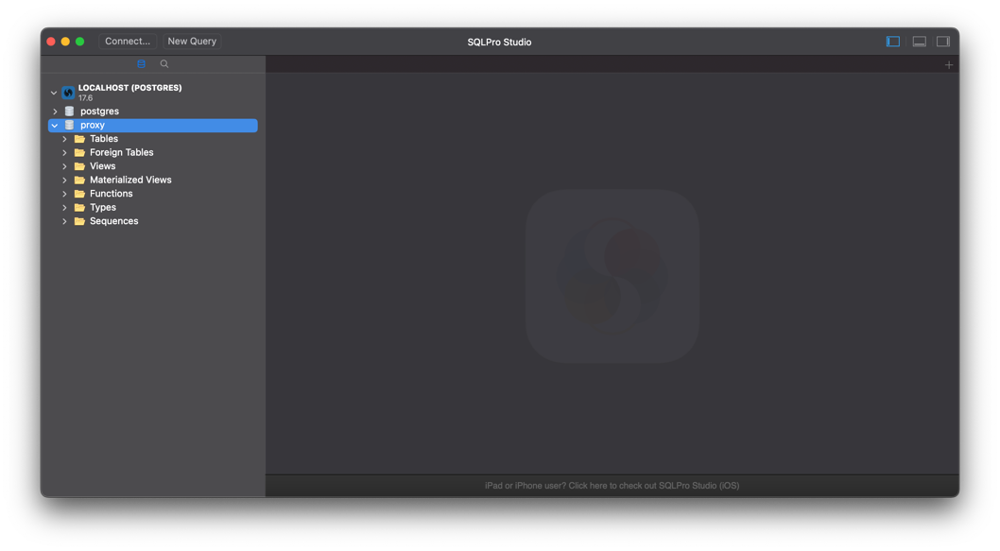 Connect...
New Query
SQLPro Studio
LOCALHOST (POSTGRES)
17.6
postgres
proxy
Tables
Foreign Tables
Views
Materialized Views
Functions
Types
Sequences
iPad or iPhone user? Click here to check out SQLPro Studio (iOS)